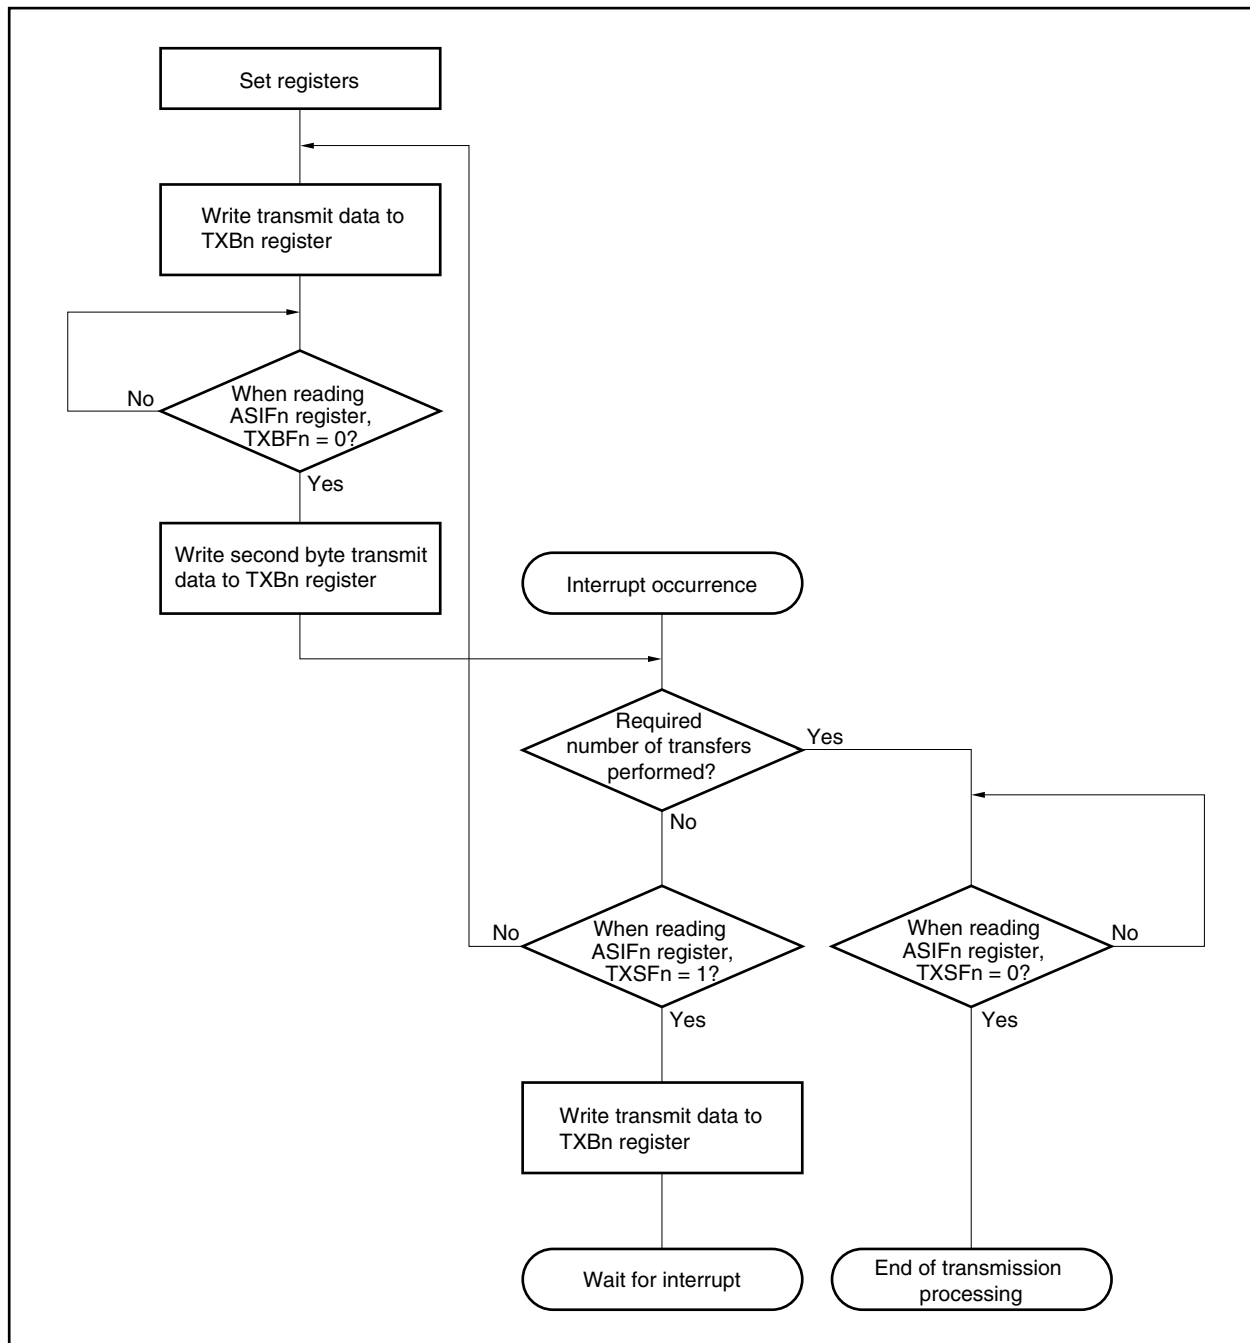 Set registers
Write transmit data to
TXBn register
No
When reading
ASIFn register,
TXBFn = 0?
Yes
Write second byte transmit
data to TXBn register
Interrupt occurrence
Required
number of transfers
performed?
Yes
No
No
When reading
ASIFn register,
TXSFn = 1?
Yes
When reading
ASIFn register,
TXSFn = 0?
No
Yes
Write transmit data to
TXBn register
Wait for interrupt
End of transmission
processing